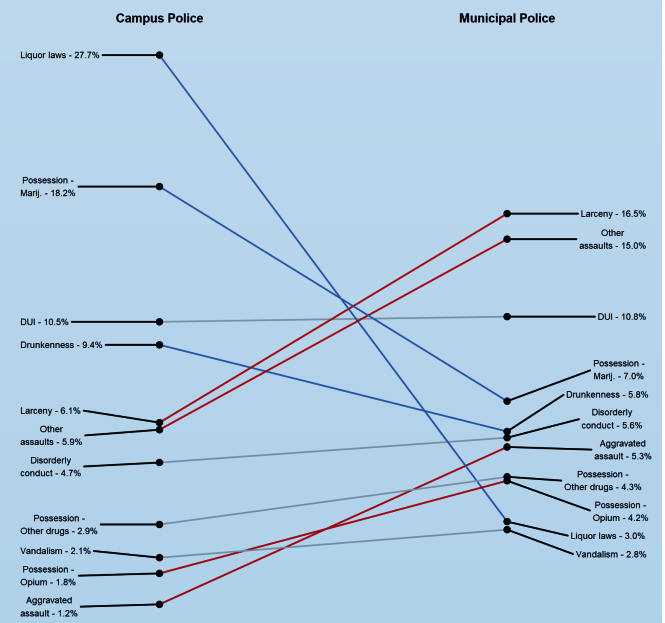 Campus Police
Municipal Police
Liquor laws - 27.7%
Possession -
Marij. - 18.2%
DUI - 10.5%
Drunkenness - 9.4%
Larceny - 6.1%
Other
assaults - 5.9%
Disorderly
conduct - 4.7%
Possession -
Other drugs - 2.9%
Vandalism - 2.1%
Possession -
Opium - 1.8%
Aggravated
assault - 1.2%
Larceny - 16.5%
Other
assaults - 15.0%
DUI - 10.8%
Possession -
Marij. - 7.0%
Drunkenness - 5.8%
Disorderly
conduct - 5.6%
Aggravated
assault - 5.3%
Possession -
Other drugs - 4.3%
Possession -
Opium - 4.2%
Liquor laws - 3.0%
Vandalism - 2.8%